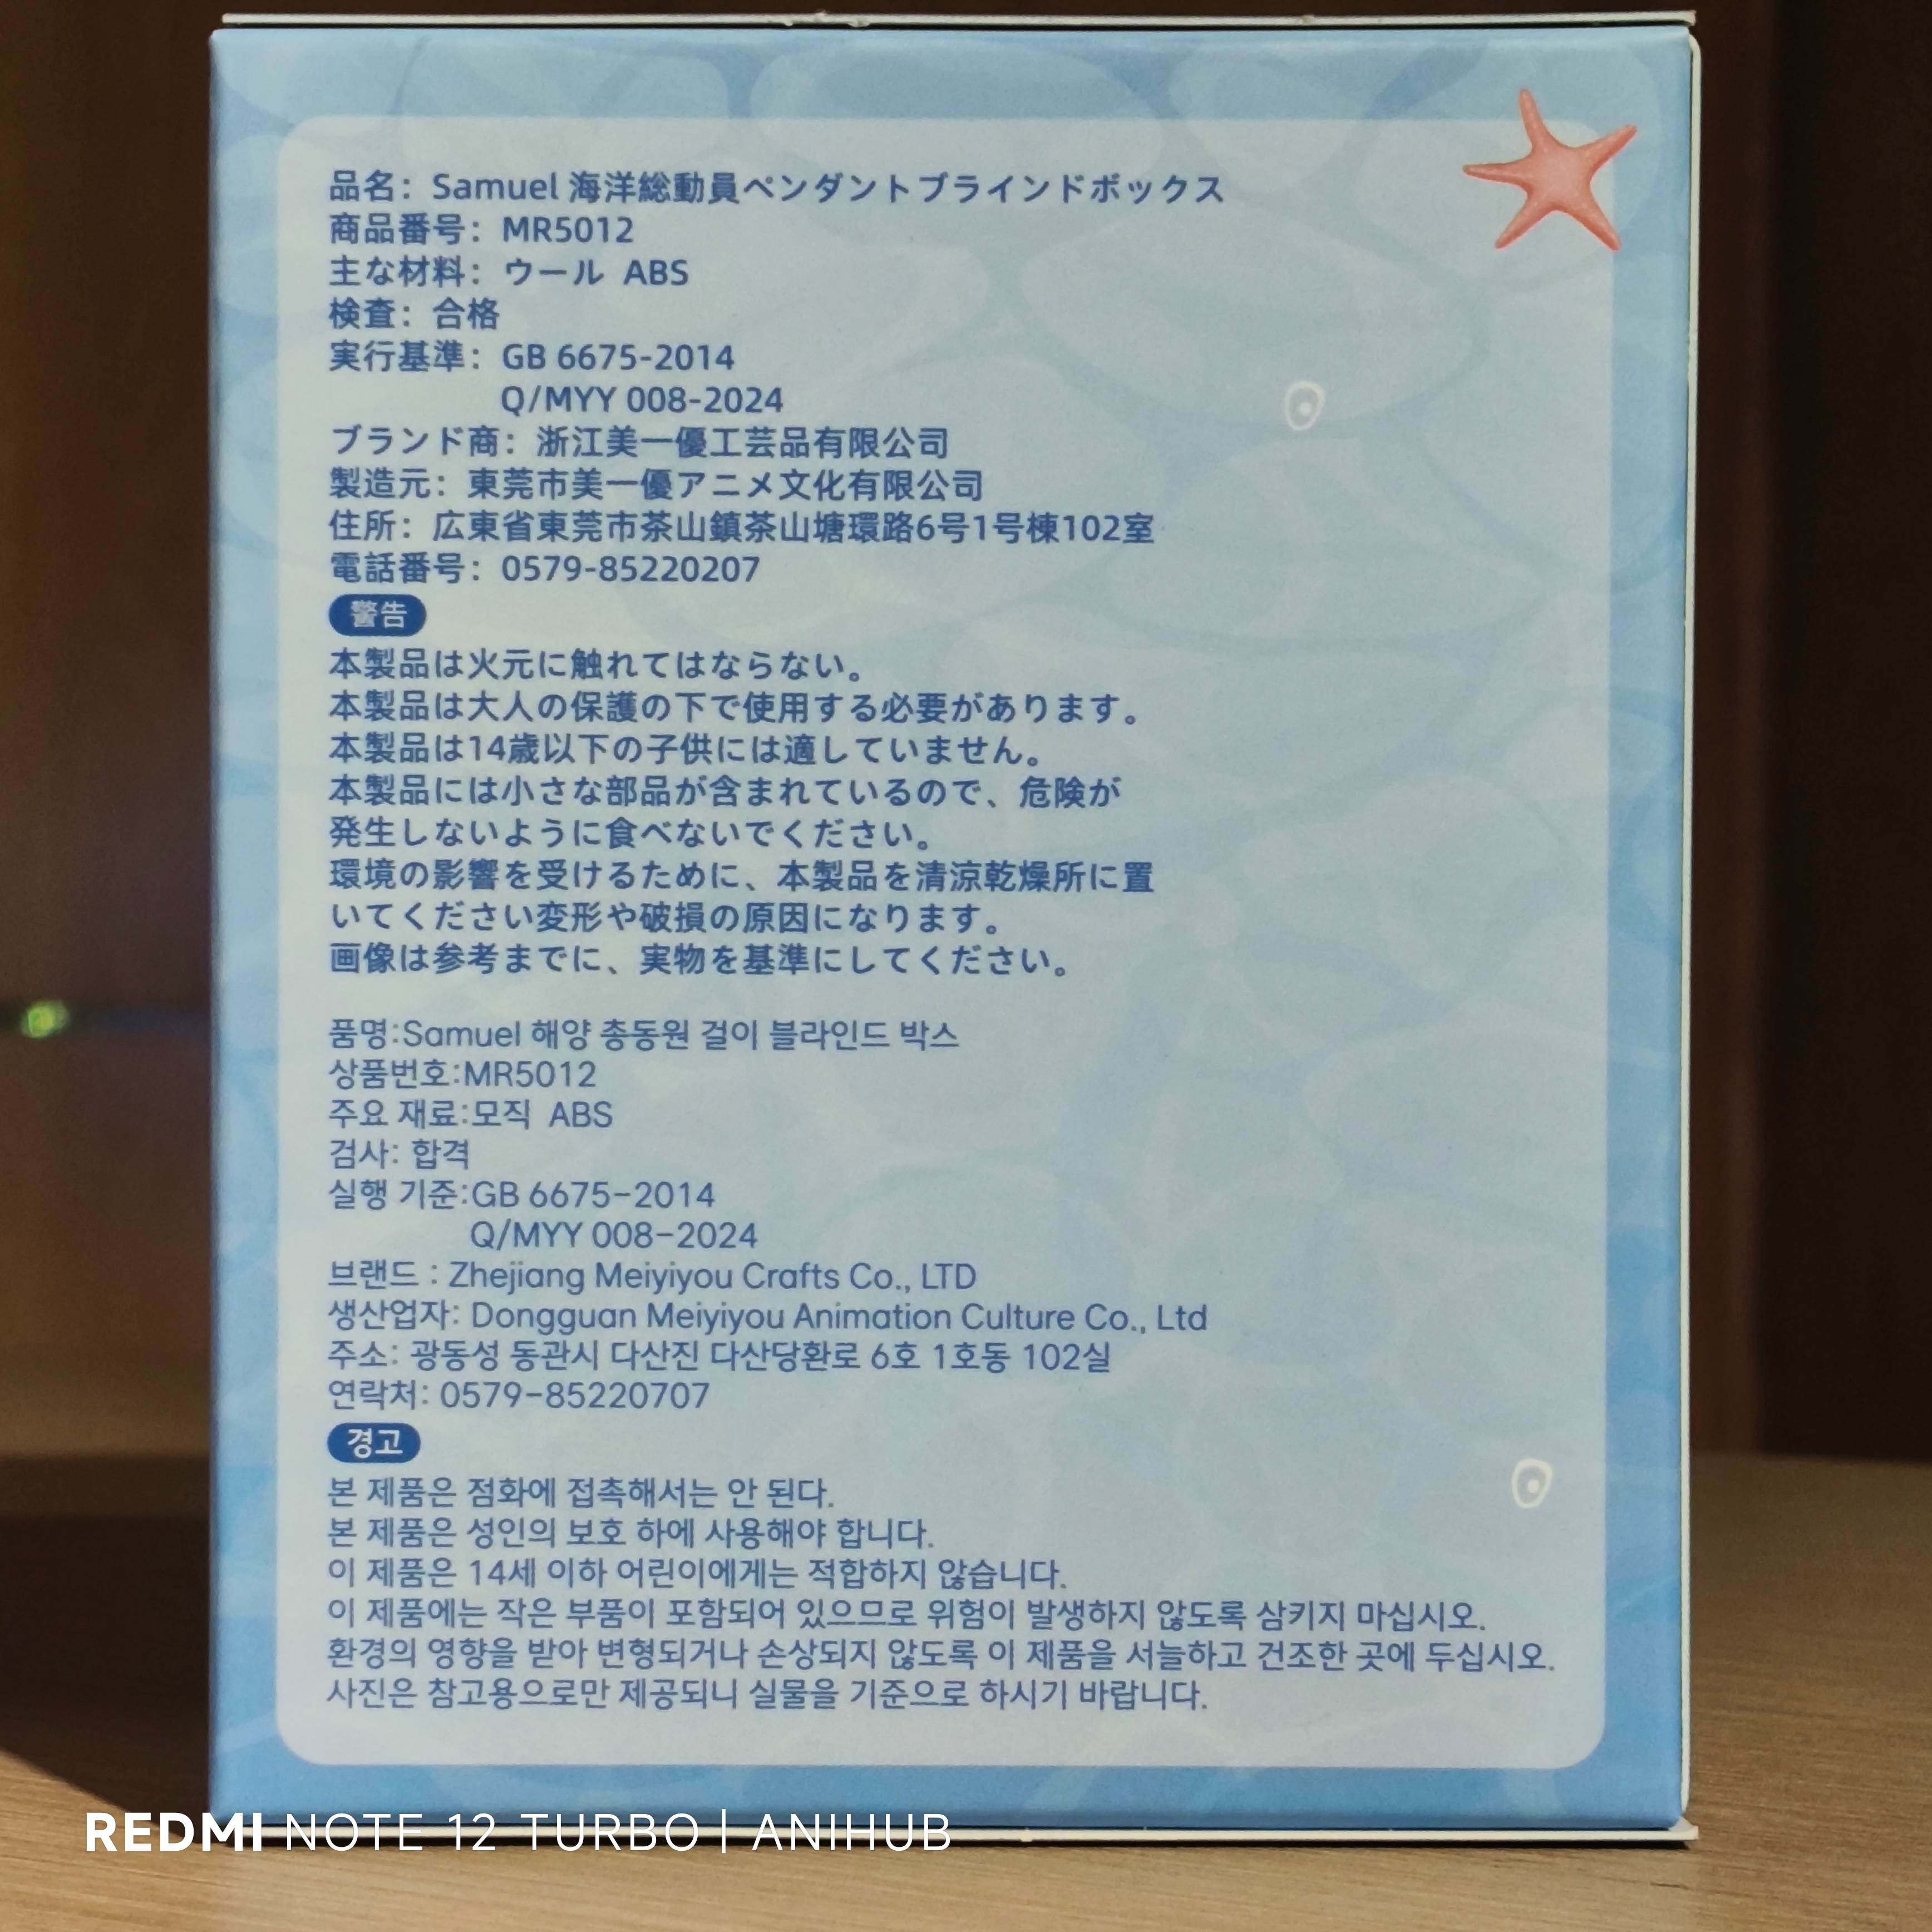 品名：Samuel 海洋総動員ペンダントブラインドボックス
商品番号：MR5012
主な材料：ウール ABS
検査：合格
実行基準：GB 6675-2014
Q/MYY 008-2024
ブランド商：浙江美一優工芸品有限公司
製造元：東莞市美一優アニメ文化有限公司
住所：広東省東莞市茶山鎮茶山塘環路6号1号棟102室
電話番号：0579-85220207
警告
本製品は火元に触れてはならない。
本製品は大人の保護の下で使用する必要があります。
本製品は14歳以下の子供には適していません。
本製品には小さな部品が含まれているので、危険が
発生しないように食べないでください。
環境の影響を受けるために、本製品を清涼乾燥所に置
いてください変形や破損の原因になります。
画像は参考までに、実物を基準にしてください。
품명:Samuel 해양 총동원 걸이 블라인드 박스
상품번호:MR5012
주요 재료:모직 ABS
검사: 합격
실행 기준:GB 6675-2014
Q/MYY 008-2024
브랜드 : Zhejiang Meiyiyou Crafts Co., LTD
생산업자: Dongguan Meiyiyou Animation Culture Co., Ltd
주소: 광동성 동관시 다산진 다산당환로 6호 1호동 102실
연락처: 0579-85220707
경고
본 제품은 점화에 접촉해서는 안 된다.
본 제품은 성인의 보호 하에 사용해야 합니다.
이 제품은 14세 이하 어린이에게는 적합하지 않습니다.
이 제품에는 작은 부품이 포함되어 있으므로 위험이 발생하지 않도록 삼키지 마십시오.
환경의 영향을 받아 변형되거나 손상되지 않도록 이 제품을 서늘하고 건조한 곳에 두십시오.
사진은 참고용으로만 제공되니 실물을 기준으로 하시기 바랍니다.
REDMI NOTE 12 TURBO | ANIHUB